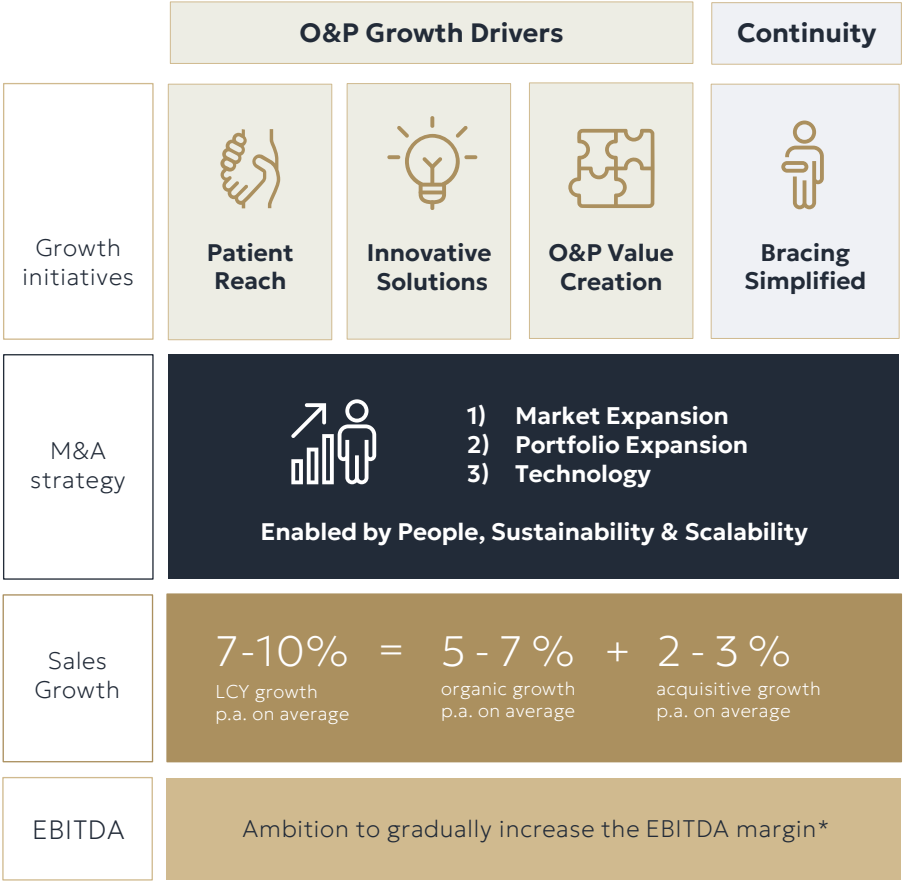 O&P Growth Drivers
Continuity
Growth
initiatives
Patient
Reach
Innovative
Solutions
O&P Value
Creation
Bracing
Simplified
M&A
strategy
1) Market Expansion
2) Portfolio Expansion
3) Technology
Enabled by People, Sustainability & Scalability
Sales
Growth
7-10% = 5 - 7 % + 2 - 3 %
LCY growth
p.a. on average
organic growth
p.a. on average
acquisitive growth
p.a. on average
EBITDA
Ambition to gradually increase the EBITDA margin*